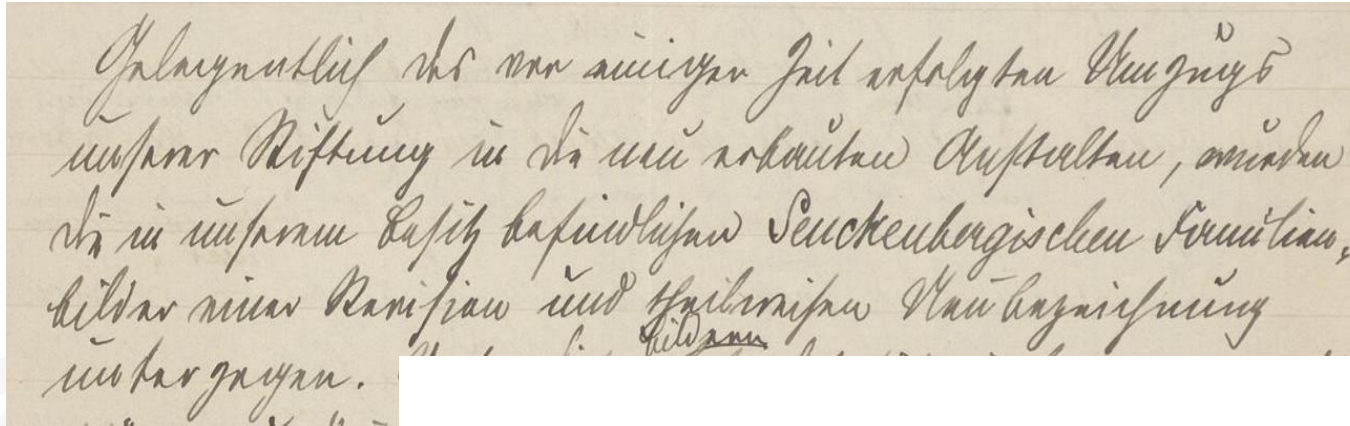 Gelegentlich des vor einiger Zeit erfolgten Umzugs
unserer Stiftung in die neu erbauten Anstalten, wurden
die in unserem Besitz befindlichen Senckenbergischen Familien-
bilder einer Revision und theilweisen Neubezeichnung
bildern
unterzogen.